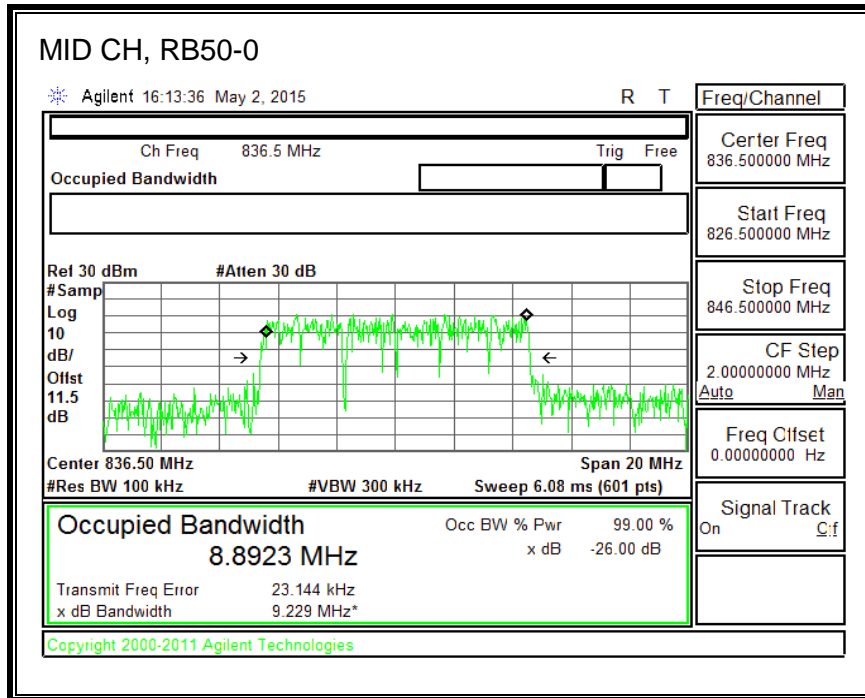 MID CH, RB50-0
Agilent 16:13:36 May 2, 2015 R T
Freq/Channel
Ch Freq 836.5 MHz Trig Free
Occupied Bandwidth
Center Freq
836.500000 MHz
Start Freq
826.500000 MHz
Stop Freq
846.500000 MHz
CF Step
2.00000000 MHz
Auto Man
Freq Offset
0.00000000 Hz
Signal Track
On Off
Ref 30 dBm #Atten 30 dB
#Samp
Log
10
dB/
Offst
11.5
dB
Center 836.50 MHz Span 20 MHz
#Res BW 100 kHz #VBW 300 kHz Sweep 6.08 ms (601 pts)
Occupied Bandwidth
8.8923 MHz
Occ BW % Pwr 99.00 %
x dB -26.00 dB
Transmit Freq Error 23.144 kHz
x dB Bandwidth 9.229 MHz*
Copyright 2000-2011 Agilent Technologies